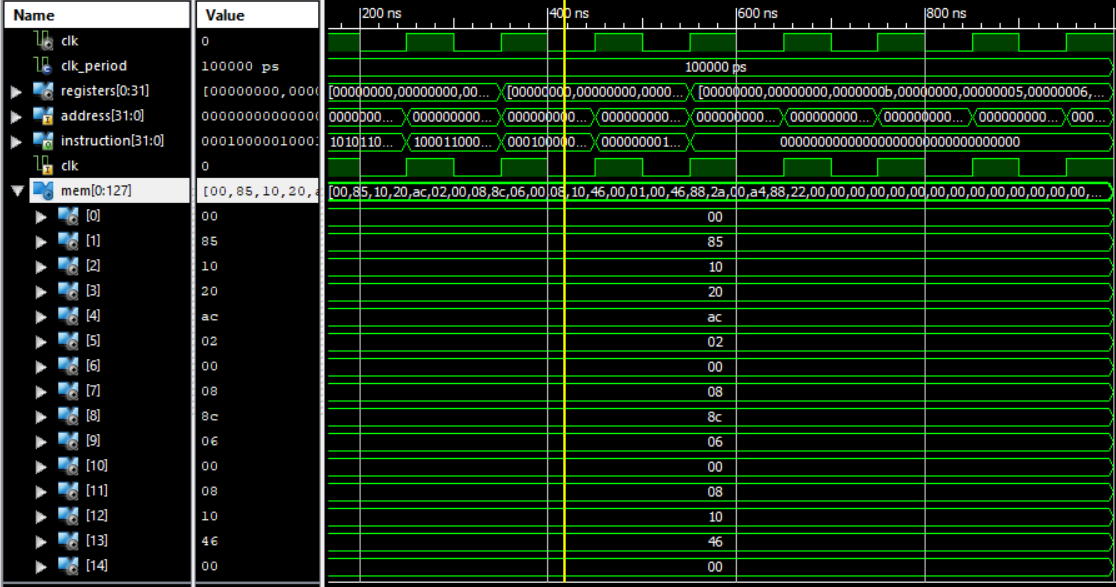 Name Value 200 ns 400 ns 600 ns 800 ns
clk 0
clk_period 100000 ps 100000 ps
registers[0:31] [00000000,0000 [00000000,00000000,00... [00000000,00000000,0000... [00000000,00000000,0000000b,00000000,00000005,00000006,...
address[31:0] 00000000000000 0000000... 000000000... 000000000... 000000000... 000000000... 000000000... 000000000... 000000000... 000...
instruction[31:0] 00010000010001 1010110... 100011000... 000100000... 000000001... 00000000000000000000000000000000
clk 0
mem[0:127] [00,85,10,20,a [00,85,10,20,ac,02,00,08,8c,06,00,08,10,46,00,01,00,46,88,2a,00,a4,88,22,00,00,00,00,00,00,00,00,00,00,00,00,00,00,...
[0] 00 00
[1] 85 85
[2] 10 10
[3] 20 20
[4] ac ac
[5] 02 02
[6] 00 00
[7] 08 08
[8] 8c 8c
[9] 06 06
[10] 00 00
[11] 08 08
[12] 10 10
[13] 46 46
[14] 00 00